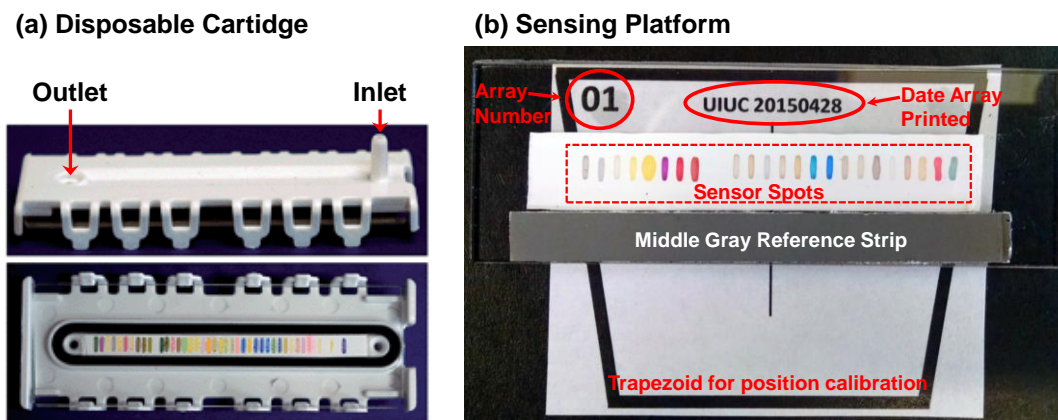 (a) Disposable Cartidge
(b) Sensing Platform
Outlet
Inlet
Array
Number
01
UIUC 20150428
Date Array
Printed
Sensor Spots
Middle Gray Reference Strip
Trapezoid for position calibration